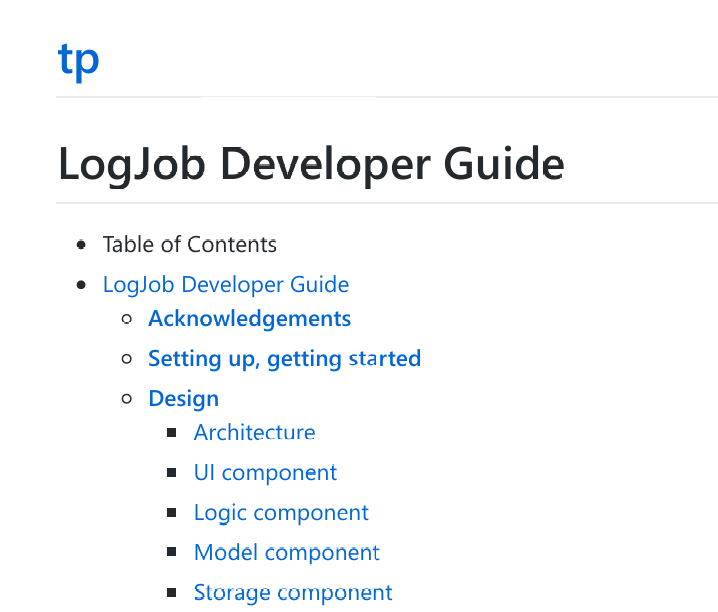 tp
LogJob Developer Guide
Table of Contents
LogJob Developer Guide
Acknowledgements
Setting up, getting started
Design
Architecture
UI component
Logic component
Model component
Storage component